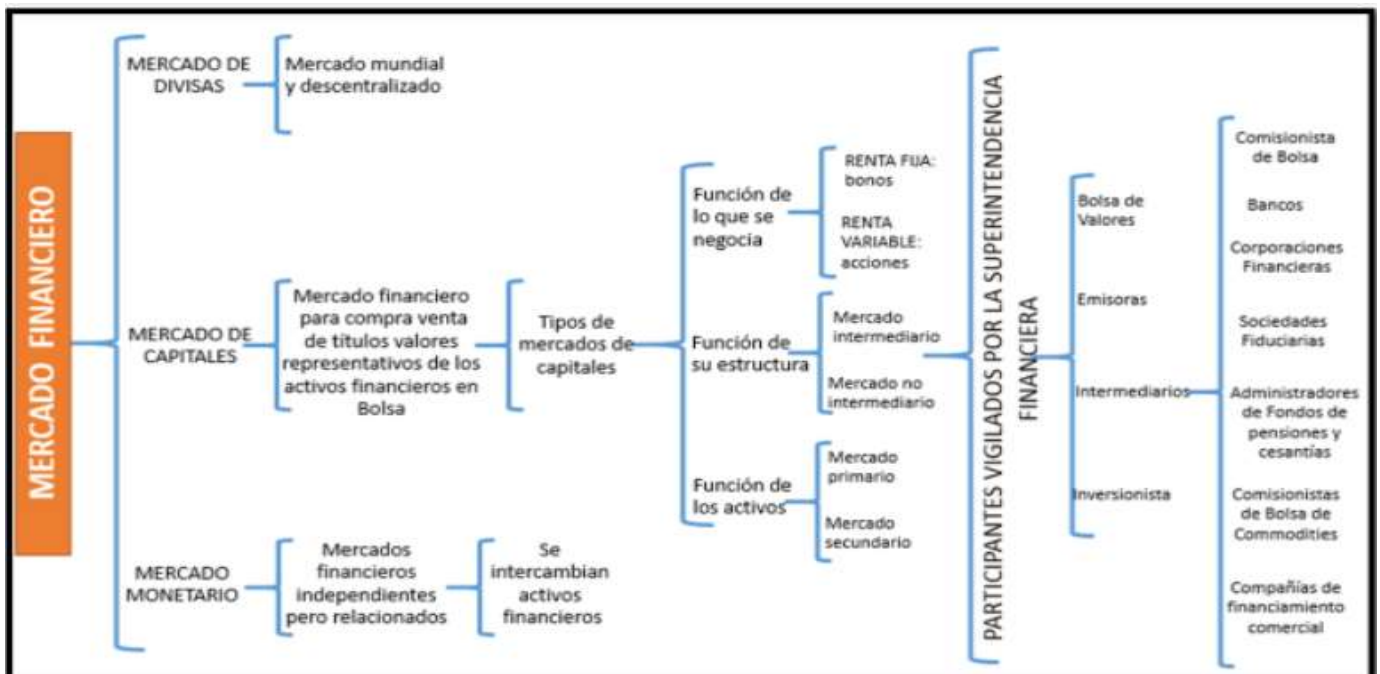 MERCADO FINANCIERO
MERCADO DE
DIVISAS
Mercado mundial
y descentralizado
MERCADO DE
CAPITALES
Mercado financiero
para compra venta
de títulos valores
representativos de los
activos financieros en
Bolsa
Tipos de
mercados de
capitales
Función de
lo que se
negocia
RENTA FIJA:
bonos
RENTA
VARIABLE:
acciones
Función de
su estructura
Mercado
intermediario
Mercado no
intermediario
Función de
los activos
Mercado
primario
Mercado
secundario
MERCADO
MONETARIO
Mercados
financieros
independientes
pero relacionados
Se
intercambian
activos
financieros
PARTICIPANTES VIGILADOS POR LA SUPERINTENDENCIA
FINANCIERA
Bolsa de
Valores
Emisoras
Intermediarios
Inversionista
Comisionista
de Bolsa
Bancos
Corporaciones
Financieras
Sociedades
Fiduciarias
Administradores
de Fondos de
pensiones y
cesantías
Comisionistas
de Bolsa de
Commodities
Compañías de
financiamiento
comercial